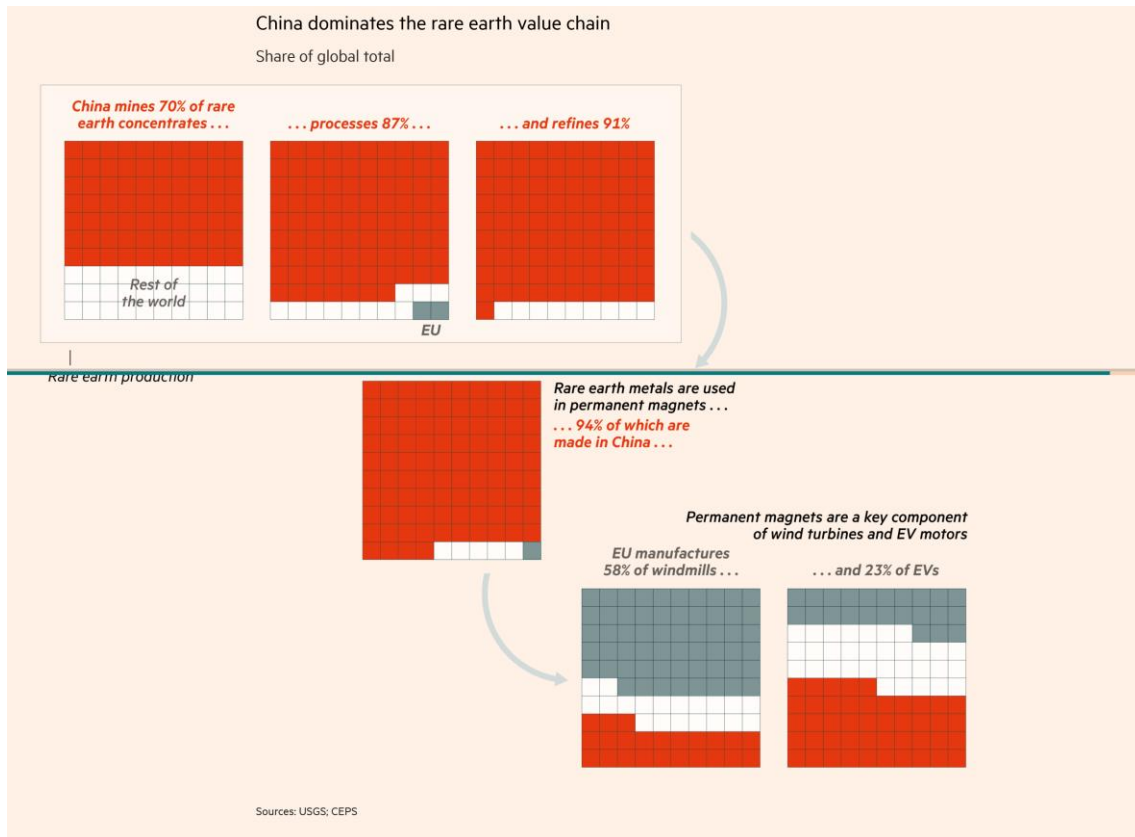 China dominates the rare earth value chain
Share of global total
China mines 70% of rare
earth concentrates . . .
. . . processes 87% . . .
. . . and refines 91%
Rest of
the world
EU
Rare earth production
Rare earth metals are used
in permanent magnets . . .
. . . 94% of which are
made in China . . .
Permanent magnets are a key component
of wind turbines and EV motors
EU manufactures
58% of windmills . . .
. . . and 23% of EVs
Sources: USGS; CEPS